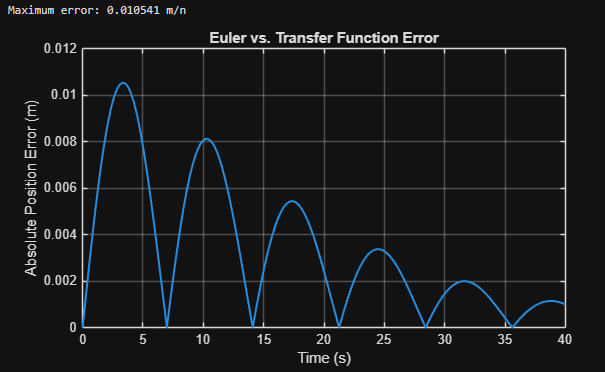 Maximum error: 0.010541 m/n
Euler vs. Transfer Function Error
0.012
0.01
0.008
0.006
0.004
0.002
0
Absolute Position Error (m)
0 5 10 15 20 25 30 35 40
Time (s)